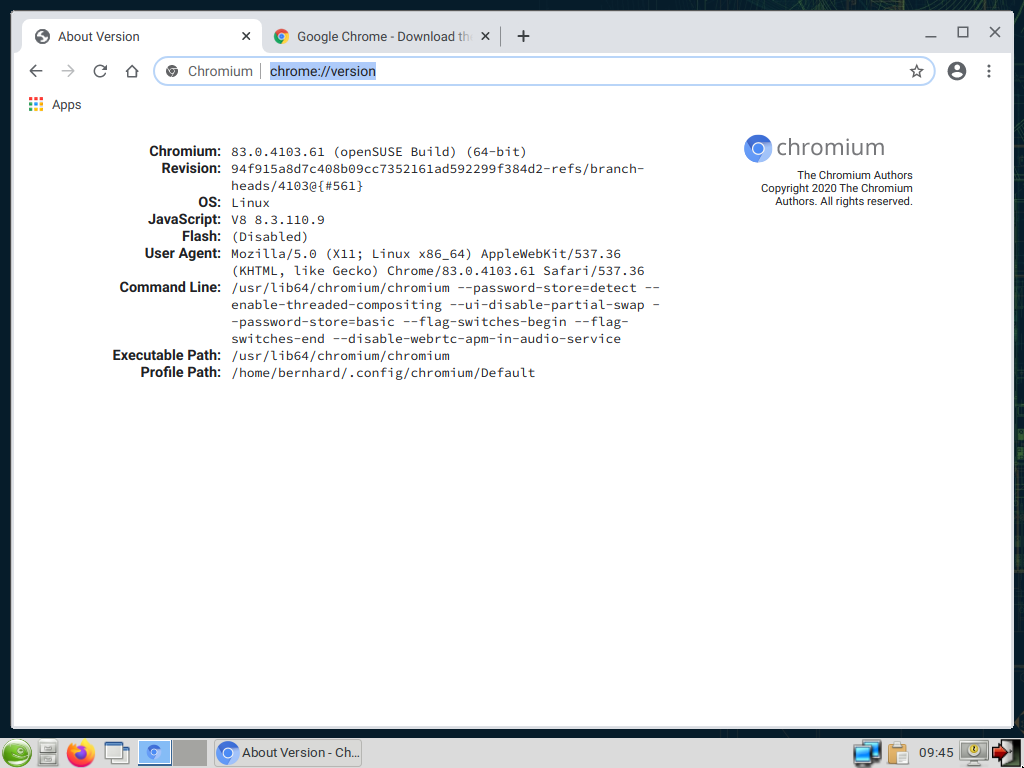 About Version
Google Chrome - Download th
Chromium
chrome://version
Apps
chromium
The Chromium Authors
Copyright 2020 The Chromium
Authors. All rights reserved.
Chromium: 83.0.4103.61 (openSUSE Build) (64-bit)
Revision: 94f915a8d7c408b09cc7352161ad592299f384d2-refs/branch-
heads/4103@{#561}
OS: Linux
JavaScript: V8 8.3.110.9
Flash: (Disabled)
User Agent: Mozilla/5.0 (X11; Linux x86_64) AppleWebKit/537.36
(KHTML, like Gecko) Chrome/83.0.4103.61 Safari/537.36
Command Line: /usr/lib64/chromium/chromium --password-store=detect --
enable-threaded-compositing --ui-disable-partial-swap -
-password-store=basic --flag-switches-begin --flag-
switches-end --disable-webrtc-apm-in-audio-service
Executable Path: /usr/lib64/chromium/chromium
Profile Path: /home/bernhard/.config/chromium/Default
About Version - Ch...
09:45